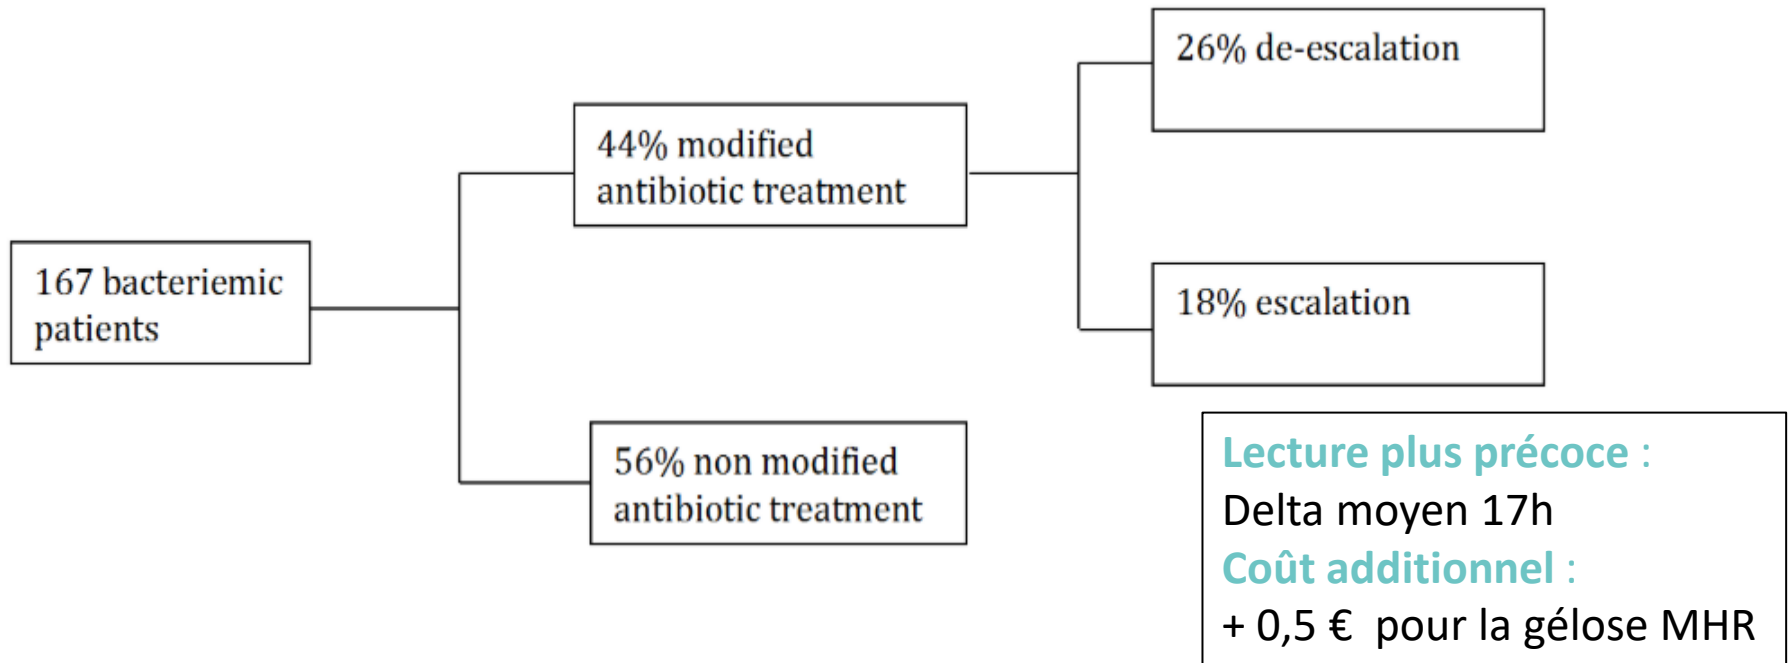 167 bacteriemic
patients
44% modified
antibiotic treatment
56% non modified
antibiotic treatment
26% de-escalation
18% escalation
Lecture plus précoce :
Delta moyen 17h
Coût additionnel :
+ 0,5 € pour la gélose MHR